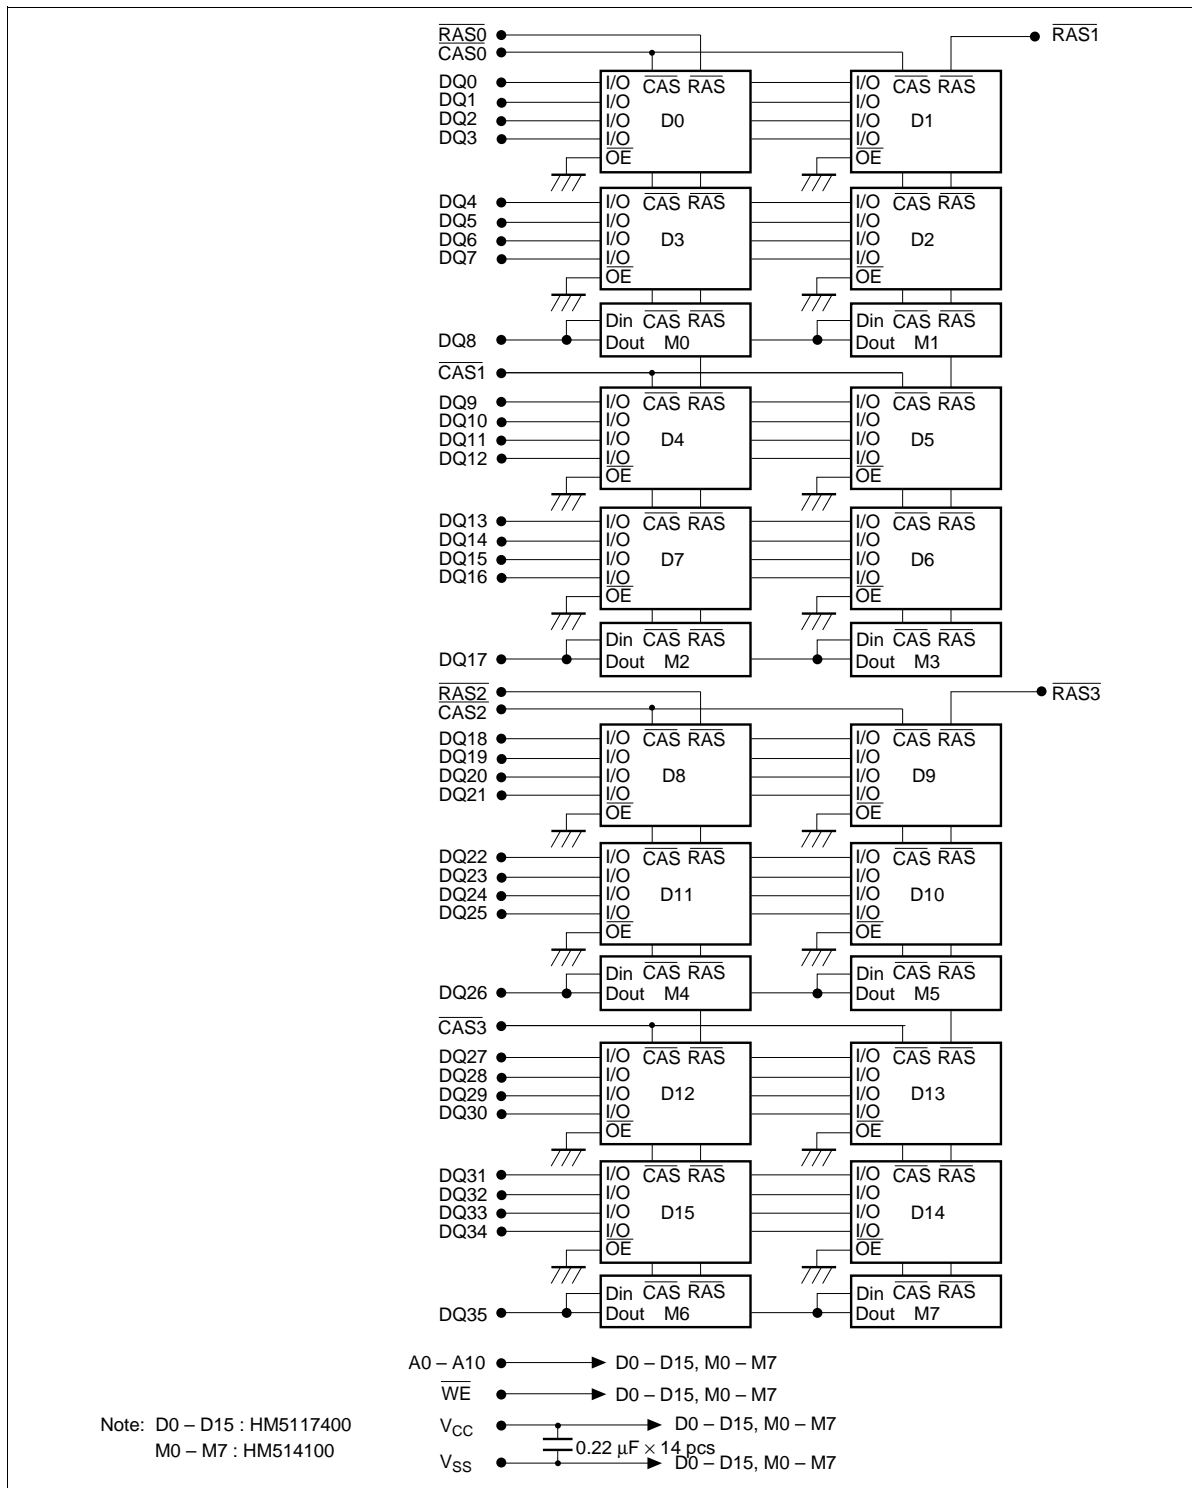 RAS0 RAS1
CAS0
DQ0 I/O CAS RAS I/O CAS RAS
DQ1 I/O I/O
DQ2 I/O D0 I/O D1
DQ3 I/O I/O
OE OE
DQ4 I/O CAS RAS I/O CAS RAS
DQ5 I/O I/O
DQ6 I/O D3 I/O D2
DQ7 I/O I/O
OE OE
Din CAS RAS Din CAS RAS
DQ8 Dout M0 Dout M1
CAS1
DQ9 I/O CAS RAS I/O CAS RAS
DQ10 I/O I/O
DQ11 I/O D4 I/O D5
DQ12 I/O I/O
OE OE
DQ13 I/O CAS RAS I/O CAS RAS
DQ14 I/O I/O
DQ15 I/O D7 I/O D6
DQ16 I/O I/O
OE OE
Din CAS RAS Din CAS RAS
DQ17 Dout M2 Dout M3
RAS2 RAS3
CAS2
DQ18 I/O CAS RAS I/O CAS RAS
DQ19 I/O I/O
DQ20 I/O D8 I/O D9
DQ21 I/O I/O
OE OE
DQ22 I/O CAS RAS I/O CAS RAS
DQ23 I/O I/O
DQ24 I/O D11 I/O D10
DQ25 I/O I/O
OE OE
Din CAS RAS Din CAS RAS
DQ26 Dout M4 Dout M5
CAS3
DQ27 I/O CAS RAS I/O CAS RAS
DQ28 I/O I/O
DQ29 I/O D12 I/O D13
DQ30 I/O I/O
OE OE
DQ31 I/O CAS RAS I/O CAS RAS
DQ32 I/O I/O
DQ33 I/O D15 I/O D14
DQ34 I/O I/O
OE OE
Din CAS RAS Din CAS RAS
DQ35 Dout M6 Dout M7
A0 – A10 D0 – D15, M0 – M7
WE D0 – D15, M0 – M7
Note: D0 – D15 : HM5117400 VCC D0 – D15, M0 – M7
M0 – M7 : HM514100 0.22 μF × 14 pcs
VSS D0 – D15, M0 – M7